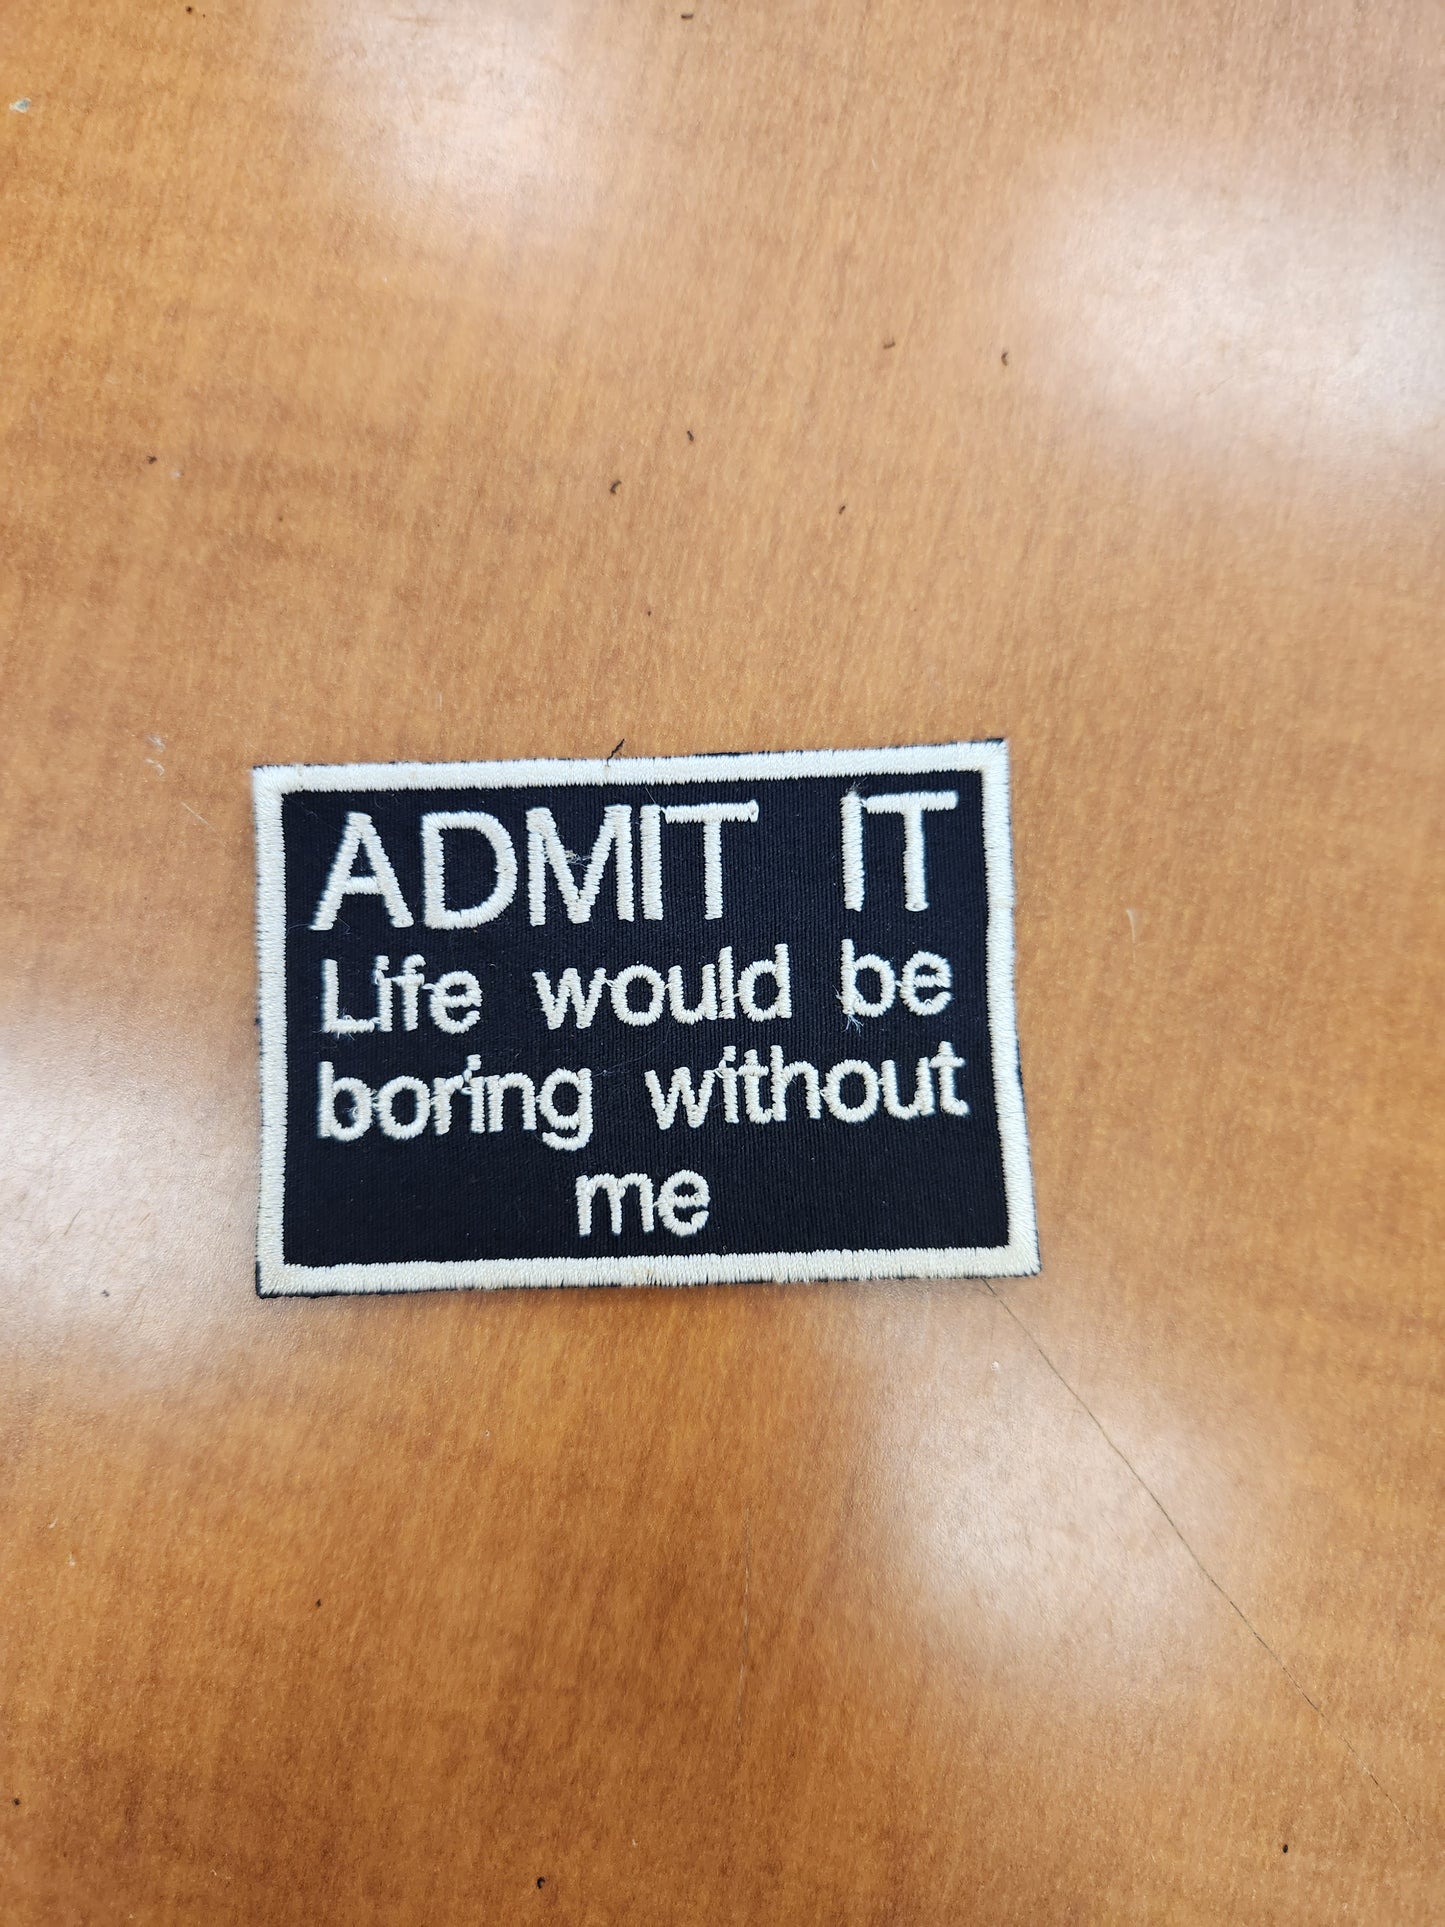 ADMIT IT
Life would be
boring without
me